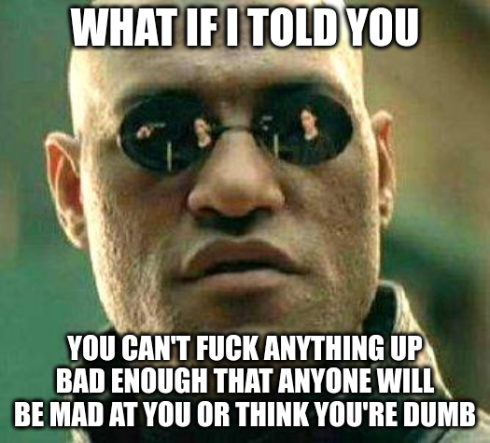 WHAT IF I TOLD YOU
YOU CAN'T FUCK ANYTHING UP
BAD ENOUGH THAT ANYONE WILL
BE MAD AT YOU OR THINK YOU'RE DUMB